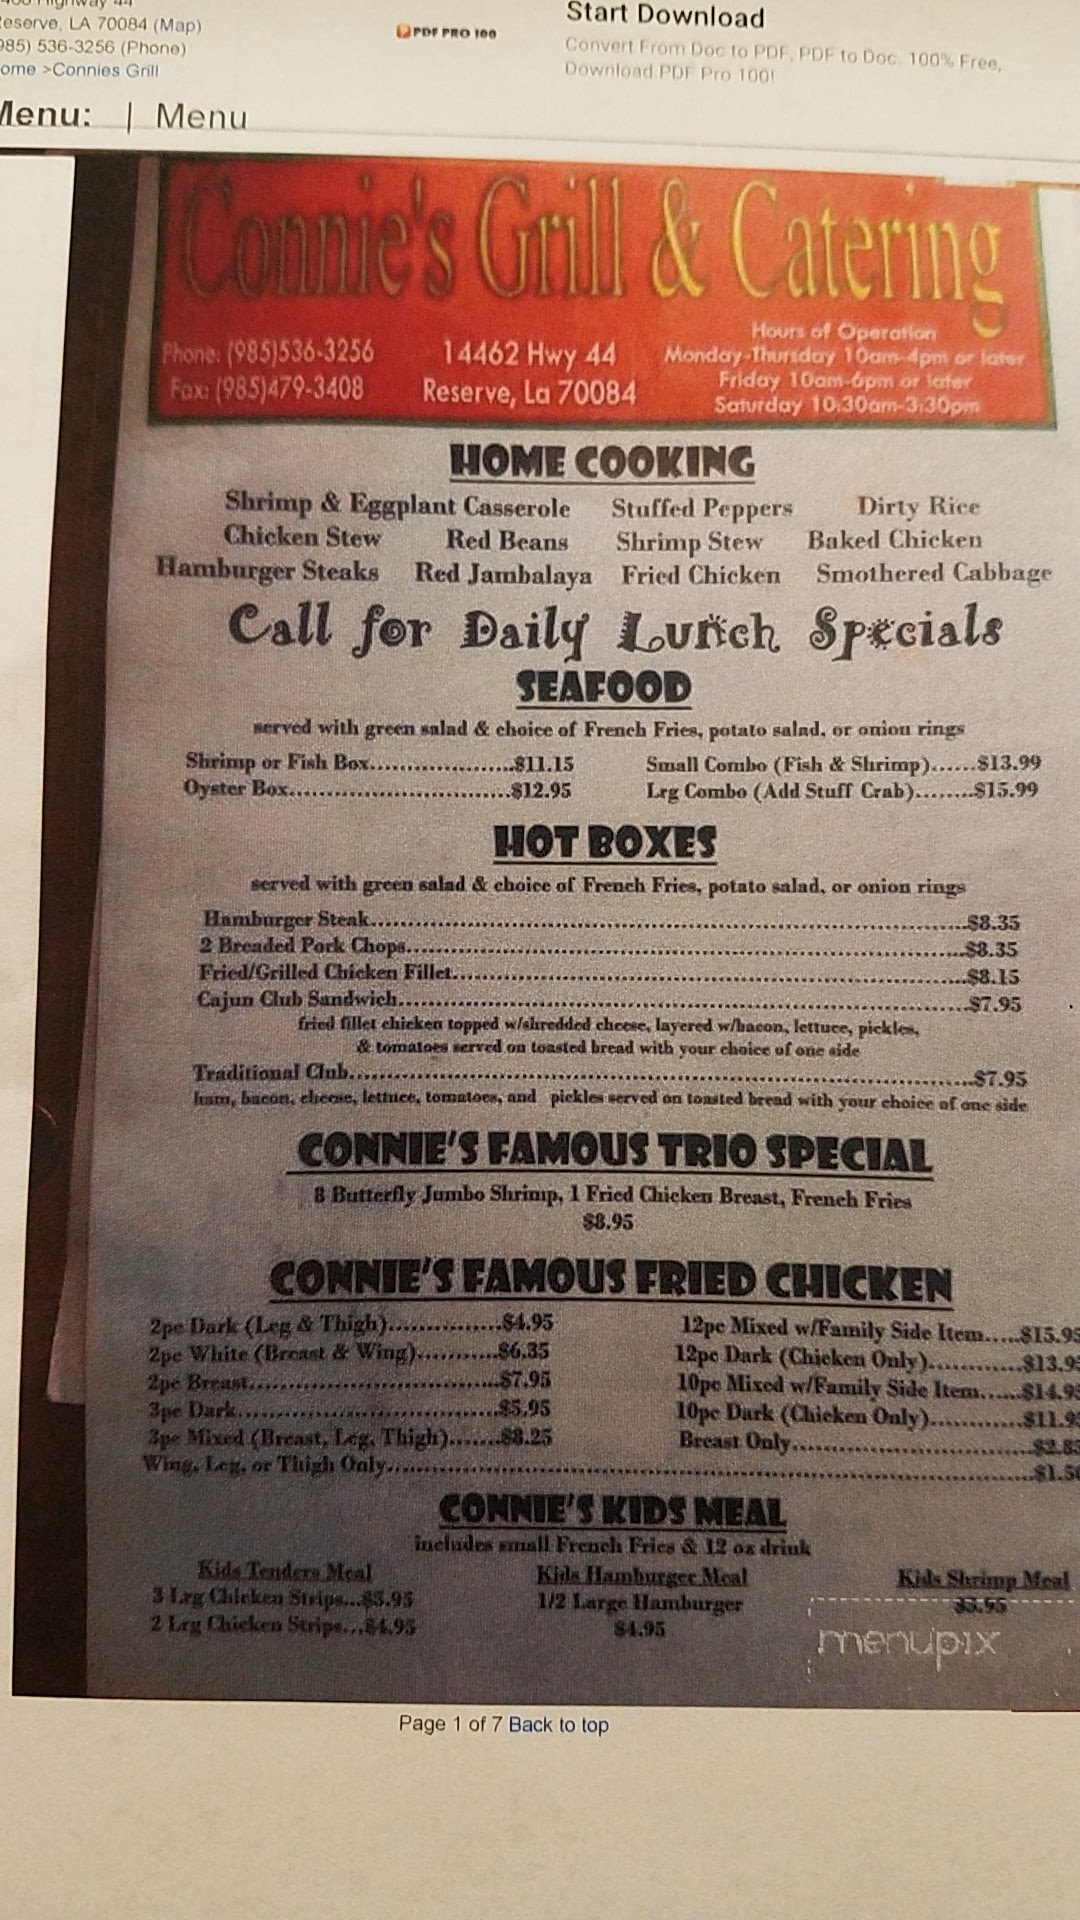 Highway 44
eserve, LA 70084 (Map)
985) 536-3256 (Phone)
ome >Connies Grill
PDF PRO 100
Start Download
Convert From Doc to PDF, PDF to Doc. 100% Free,
Download PDF Pro 100!
Menu: | Menu
Connie's Grill & Catering
Phone: (985)536-3256
Fax: (985)479-3408
14462 Hwy 44
Reserve, La 70084
Hours of Operation
Monday-Thursday 10am-4pm or later
Friday 10am-6pm or later
Saturday 10:30am-3:30pm
HOME COOKING
Shrimp & Eggplant Casserole Stuffed Peppers Dirty Rice
Chicken Stew Red Beans Shrimp Stew Baked Chicken
Hamburger Steaks Red Jambalaya Fried Chicken Smothered Cabbage
Call for Daily Lunch Specials
SEAFOOD
served with green salad & choice of French Fries, potato salad, or onion rings
Shrimp or Fish Box.....................$11.15 Small Combo (Fish & Shrimp)......$13.99
Oyster Box.................................$12.95 Lrg Combo (Add Stuff Crab)........$15.99
HOT BOXES
served with green salad & choice of French Fries, potato salad, or onion rings
Hamburger Steak..........$8.35
2 Breaded Pork Chops..........$8.35
Fried/Grilled Chicken Fillet..........$8.15
Cajun Club Sandwich..........$7.95
fried fillet chicken topped w/shredded cheese, layered w/bacon, lettuce, pickles,
& tomatoes served on toasted bread with your choice of one side
Traditional Club..........$7.95
ham, bacon, cheese, lettuce, tomatoes, and pickles served on toasted bread with your choice of one side
CONNIE'S FAMOUS TRIO SPECIAL
8 Butterfly Jumbo Shrimp, 1 Fried Chicken Breast, French Fries
$8.95
CONNIE'S FAMOUS FRIED CHICKEN
2pc Dark (Leg & Thigh)................$4.95 12pc Mixed w/Family Side Item.....$15.95
2pc White (Breast & Wing)...........$6.35 12pc Dark (Chicken Only)............$13.9
2pc Breast..........$7.95 10pc Mixed w/Family Side Item......$14.9
3pc Dark..........$5.95 10pc Dark (Chicken Only)............$11.9
3pc Mixed (Breast, Leg, Thigh).......$8.25 Breast Only..........$2.8
Wing, Leg, or Thigh Only..........$1.5
CONNIE'S KIDS MEAL
includes small French Fries & 12 oz drink
Kids Tenders Meal Kids Hamburger Meal Kids Shrimp Meal
3 Lrg Chicken Strips...$5.95 1/2 Large Hamburger
2 Lrg Chicken Strips...$4.95 $4.95
menupix
Page 1 of 7 Back to top